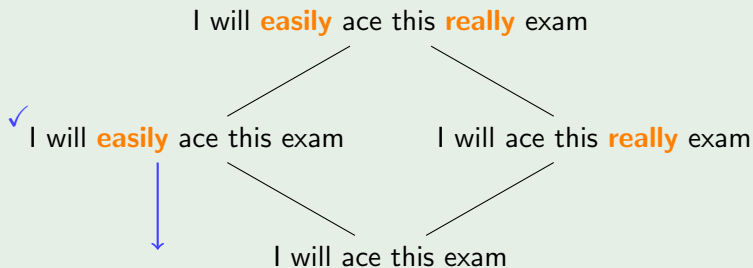 I will easily ace this really exam
I will easily ace this exam
I will ace this really exam
I will ace this exam